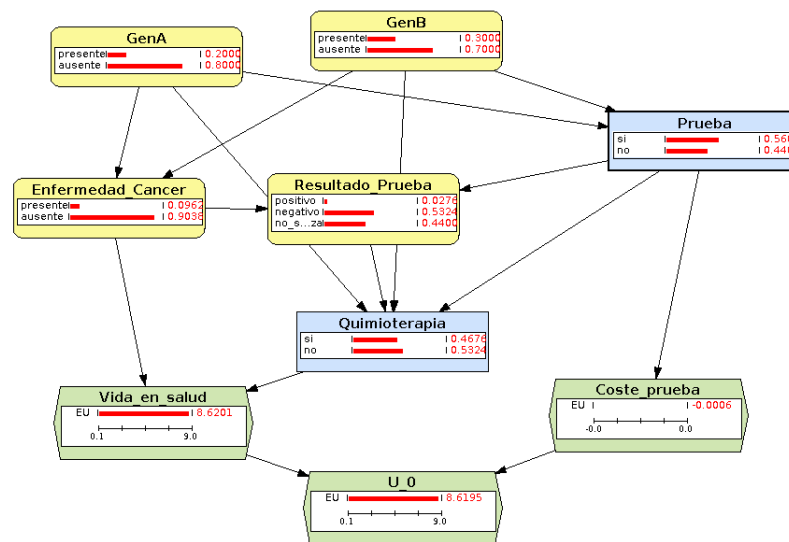 GenA
presente 0.2000
ausente 0.8000
GenB
presente 0.3000
ausente 0.7000
Prueba
si 0.560
no 0.440
Enfermedad_Cancer
presente 0.0962
ausente 0.9038
Resultado_Prueba
positivo 0.0276
negativo 0.5324
no_s...za 0.4400
Quimioterapia
si 0.4676
no 0.5324
Vida_en_salud
EU 8.6201
0.1 9.0
Coste_prueba
EU -0.0006
-0.0 0.0
U_0
EU 8.6195
0.1 9.0